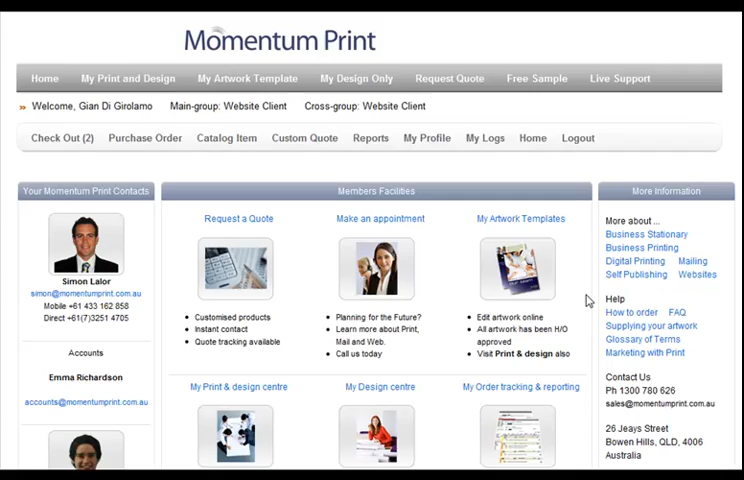 Momentum Print
Home My Print and Design My Artwork Template My Design Only Request Quote Free Sample Live Support
» Welcome, Gian Di Girolamo Main-group: Website Client Cross-group: Website Client
Check Out (2) Purchase Order Catalog Item Custom Quote Reports My Profile My Logs Home Logout
Your Momentum Print Contacts
Simon Lalor
simon@momentumprint.com.au
Mobile +61 433 162 858
Direct +61(7)3251 4705
Accounts
Emma Richardson
accounts@momentumprint.com.au
Members Facilities
Request a Quote
• Customised products
• Instant contact
• Quote tracking available
Make an appointment
• Planning for the Future?
• Learn more about Print,
Mail and Web.
• Call us today
My Artwork Templates
• Edit artwork online
• All artwork has been H/O
approved
• Visit Print & design also
My Print & design centre
My Design centre
My Order tracking & reporting
More Information
More about ...
Business Stationary
Business Printing
Digital Printing Mailing
Self Publishing Websites
Help
How to order FAQ
Supplying your artwork
Glossary of Terms
Marketing with Print
Contact Us
Ph 1300 780 626
sales@momentumprint.com.au
26 Jeays Street
Bowen Hills, QLD, 4006
Australia